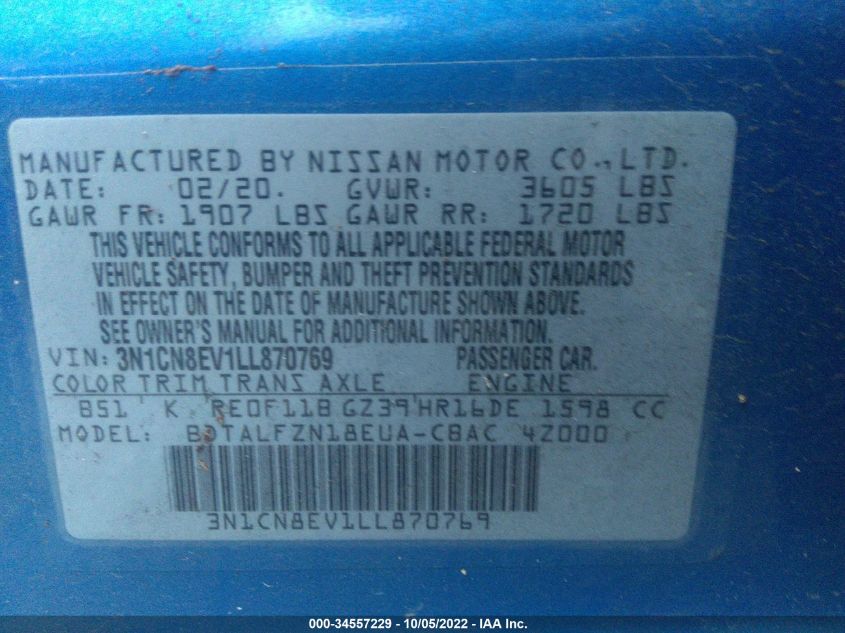 MANUFACTURED BY NISSAN MOTOR CO., LTD.
DATE: 02/20. GVWR: 3605 LBS
GAWR FR: 1907 LBS GAWR RR: 1720 LBS
THIS VEHICLE CONFORMS TO ALL APPLICABLE FEDERAL MOTOR
VEHICLE SAFETY, BUMPER AND THEFT PREVENTION STANDARDS
IN EFFECT ON THE DATE OF MANUFACTURE SHOWN ABOVE.
SEE OWNER'S MANUAL FOR ADDITIONAL INFORMATION.
VIN: 3N1CN8EV1LL870769 PASSENGER CAR.
COLOR TRIM TRANS AXLE ENGINE
B51 K RE0F11B GZ39 HR16DE 1598 CC
MODEL: BDTALFZN18EUA-CBAC 4Z000
3N1CN8EV1LL870769
000-34557229 - 10/05/2022 - IAA Inc.